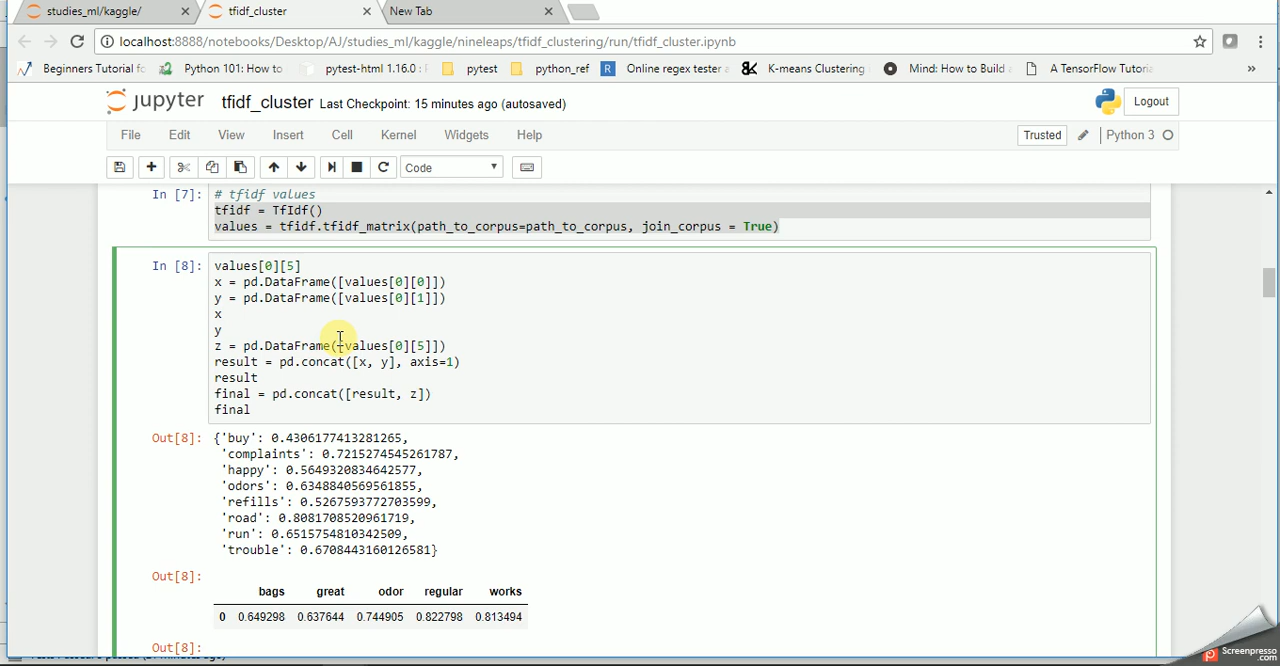 studies_ml/kaggle/
tfidf_cluster
New Tab
localhost:8888/notebooks/Desktop/AJ/studies_ml/kaggle/nineleaps/tfidf_clustering/run/tfidf_cluster.ipynb
Beginners Tutorial fo
Python 101: How to
pytest-html 1.16.0 :
pytest
python_ref
R
Online regex tester a
K-means Clustering
Mind: How to Build
A TensorFlow Tutoria
»
jupyter
tfidf_cluster
Last Checkpoint: 15 minutes ago (autosaved)
Logout
File
Edit
View
Insert
Cell
Kernel
Widgets
Help
Trusted
Python 3
Code
In [7]:
# tfidf values
tfidf = TfIdf()
values = tfidf.tfidf_matrix(path_to_corpus=path_to_corpus, join_corpus = True)
In [8]:
values[0][5]
x = pd.DataFrame([values[0][0]])
y = pd.DataFrame([values[0][1]])
x
y
z = pd.DataFrame([values[0][5]])
result = pd.concat([x, y], axis=1)
result
final = pd.concat([result, z])
final
Out[8]:
{'buy': 0.4306177413281265,
'complaints': 0.7215274545261787,
'happy': 0.5649320834642577,
'odors': 0.6348840569561855,
'refills': 0.5267593772703599,
'road': 0.8081708520961719,
'run': 0.6515754810342509,
'trouble': 0.6708443160126581}
Out[8]:
bags great odor regular works
0 0.649298 0.637644 0.744905 0.822798 0.813494
Out[8]:
Screenpresso
.com